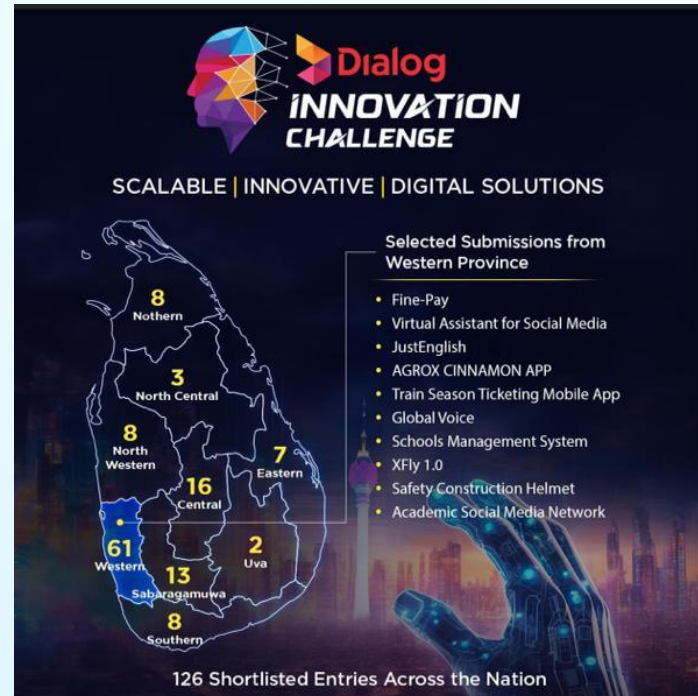 Dialog
INNOVATION
CHALLENGE
SCALABLE | INNOVATIVE | DIGITAL SOLUTIONS
Selected Submissions from
Western Province
• Fine-Pay
• Virtual Assistant for Social Media
• JustEnglish
• AGROX CINNAMON APP
• Train Season Ticketing Mobile App
• Global Voice
• Schools Management System
• XFly 1.0
• Safety Construction Helmet
• Academic Social Media Network
8
Nothern
3
North Central
8
North
Western
7
Eastern
16
Central
61
Western
2
Uva
13
Sabaragamuwa
8
Southern
126 Shortlisted Entries Across the Nation